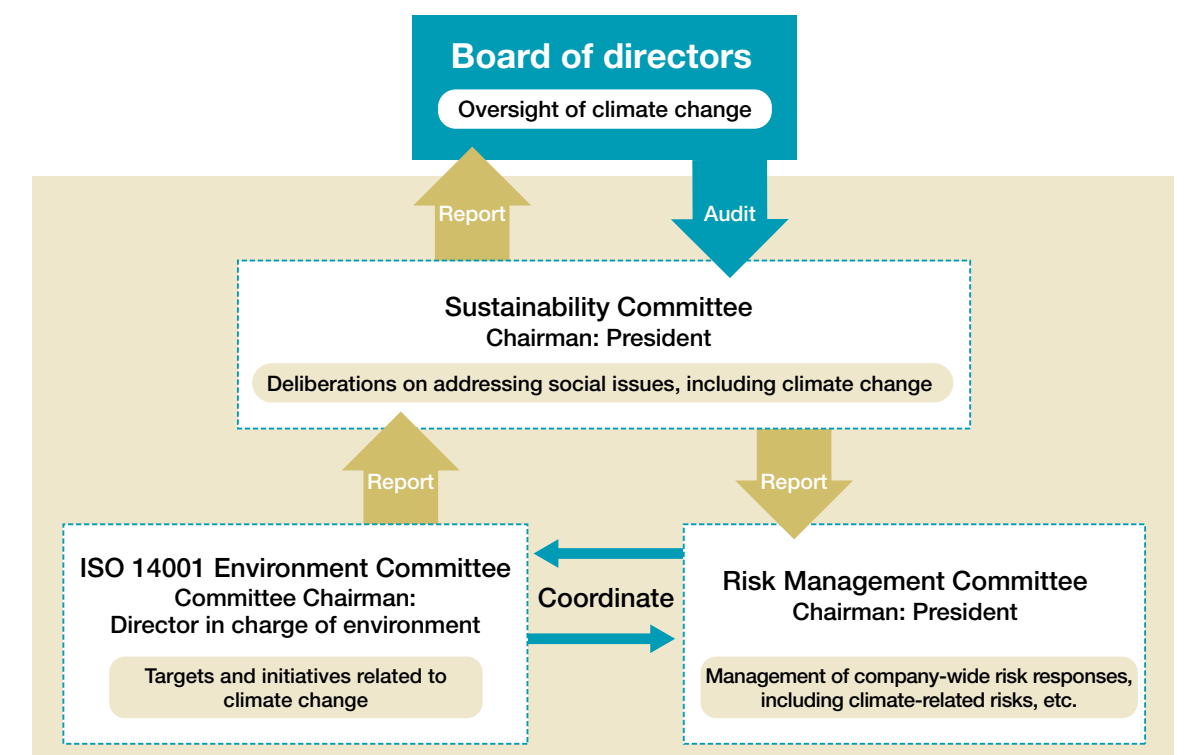 Board of directors
Oversight of climate change
Report
Audit
Sustainability Committee
Chairman: President
Deliberations on addressing social issues, including climate change
Report
Report
ISO 14001 Environment Committee
Committee Chairman:
Director in charge of environment
Targets and initiatives related to
climate change
Coordinate
Risk Management Committee
Chairman: President
Management of company-wide risk responses,
including climate-related risks, etc.